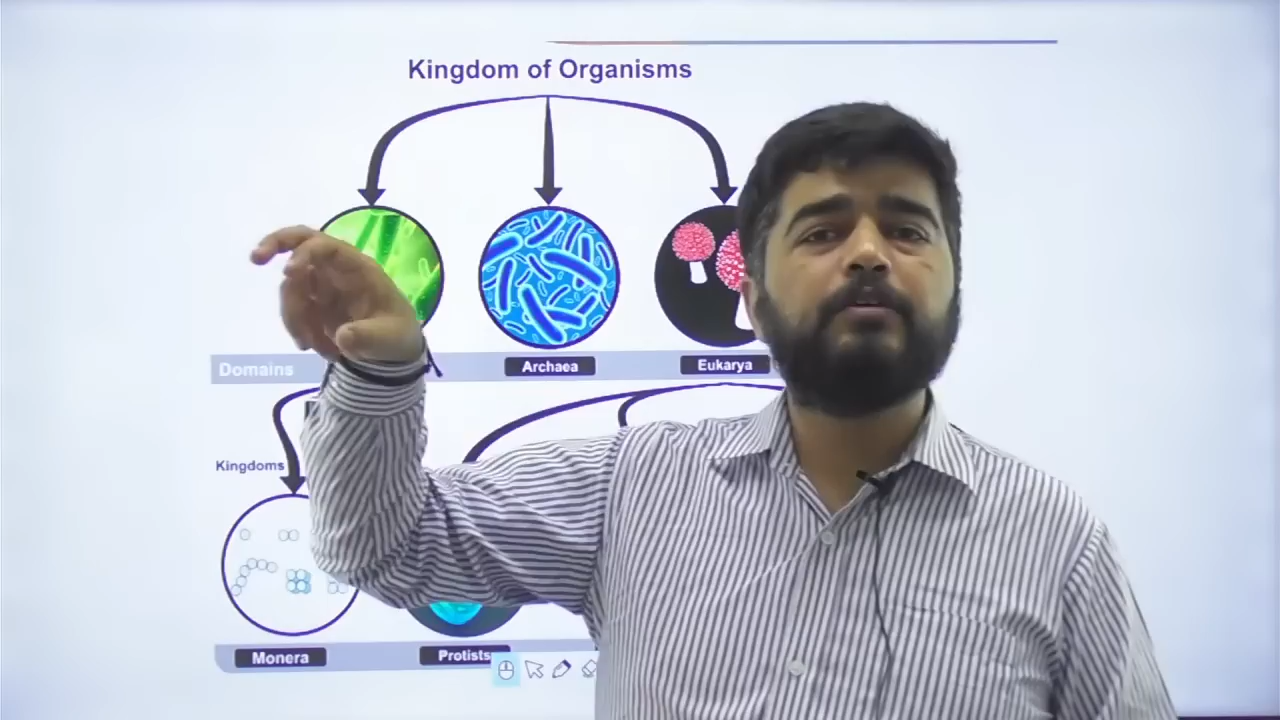 Kingdom of Organisms
Domains
Archaea
Eukarya
Kingdoms
Monera
Protists